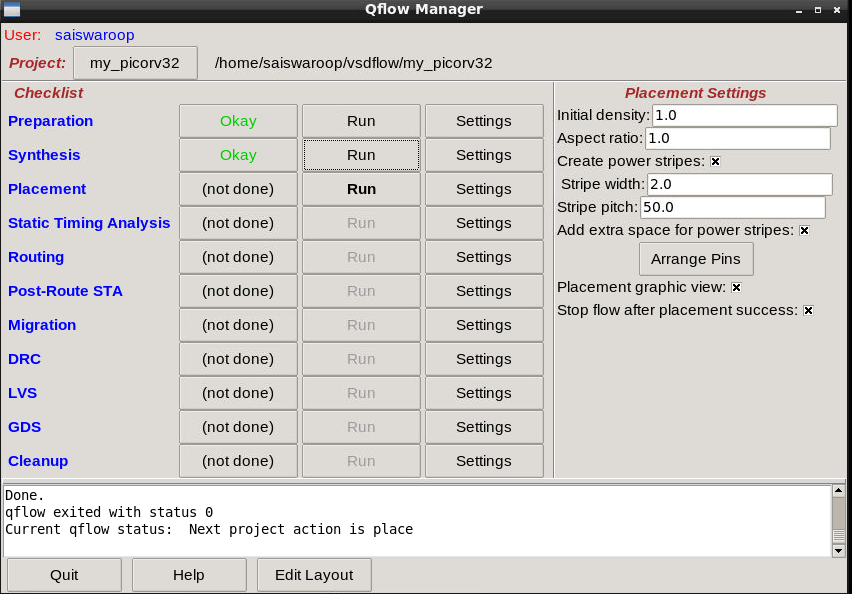 Qflow Manager
User: saiswaroop
Project: my_picorv32 /home/saiswaroop/vsdflow/my_picorv32
Checklist
Preparation Okay Run Settings
Synthesis Okay Run Settings
Placement (not done) Run Settings
Static Timing Analysis (not done) Run Settings
Routing (not done) Run Settings
Post-Route STA (not done) Run Settings
Migration (not done) Run Settings
DRC (not done) Run Settings
LVS (not done) Run Settings
GDS (not done) Run Settings
Cleanup (not done) Run Settings
Placement Settings
Initial density: 1.0
Aspect ratio: 1.0
Create power stripes:
Stripe width: 2.0
Stripe pitch: 50.0
Add extra space for power stripes:
Arrange Pins
Placement graphic view:
Stop flow after placement success:
Done.
qflow exited with status 0
Current qflow status:  Next project action is place
Quit Help Edit Layout